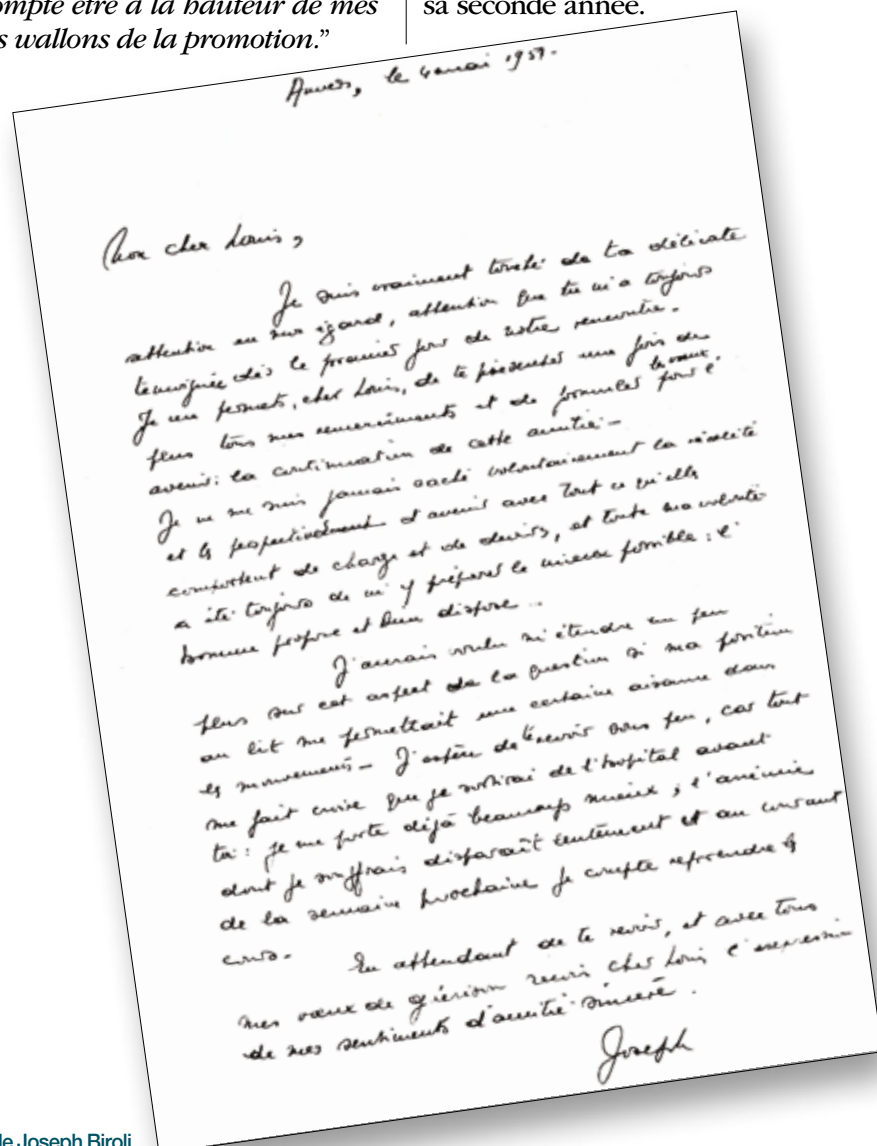 ompte être à la hauteur de mes
s wallons de la promotion.”
sa seconde année.
Anvers, le 4 mai 1957.
Mon cher Louis,
Je suis vraiment touché de ta délicate
attention en mon égard, attention que tu m'a toujours
témoignée dès le premier jour de notre rencontre.
Je me permets, cher Louis, de te présenter une fois de
plus tous mes remerciements et de formuler les vœux pour l'
avenir : la continuation de cette amitié –
Je ne me suis jamais caché volontairement la réalité
et les d'avenir avec tout ce qu'elle
comportent de charge et de devoirs, et toute ma volonté
a été toujours de m'y préparer le mieux possible : l'
homme propre et bien disposé ..
J'aurais voulu m'étendre un peu
plus sur cet aspect de la question si ma position
au lit me permettait une certaine aisance dans
les mouvements – J'espère de te revoir sous peu, car tout
me fait croire que je sortirai de l'hopital avant
toi : je me porte déjà beaucoup mieux ; l'anémie
dont je souffrais disparaît lentement et au courant
de la semaine prochaine je compte reprendre les
cours.
En attendant de te revoir, et avec tous
mes vœux de guérison reçois cher Louis l'expression
de mes sentiments d'amitié sincère.
Joseph
de Joseph Biroli